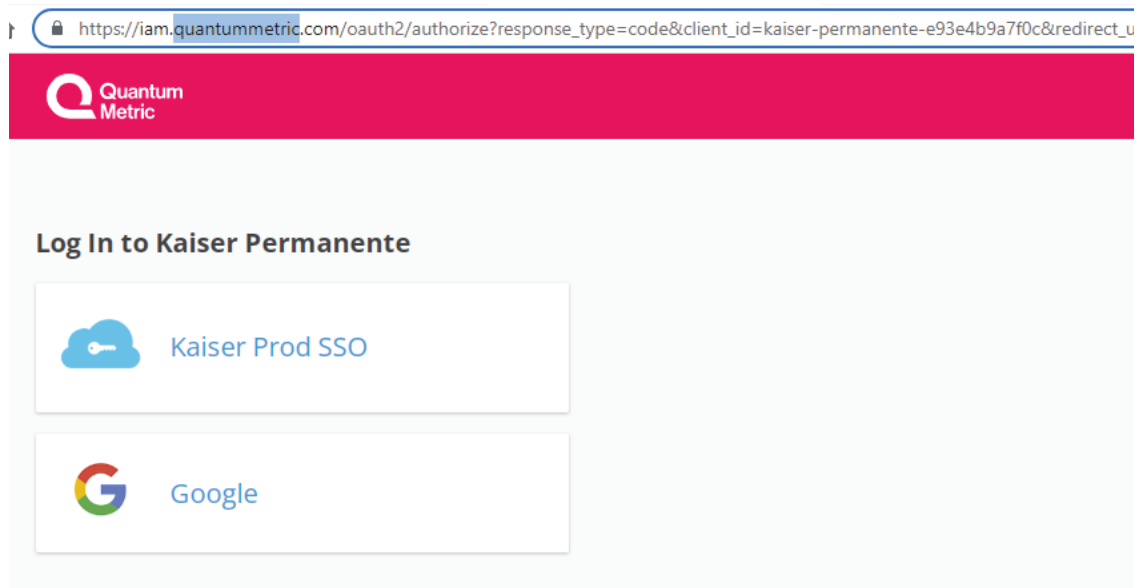 https://iam.quantummetric.com/oauth2/authorize?response_type=code&client_id=kaiser-permanente-e93e4b9a7f0c&redirect_u
Quantum
Metric
Log In to Kaiser Permanente
Kaiser Prod SSO
Google